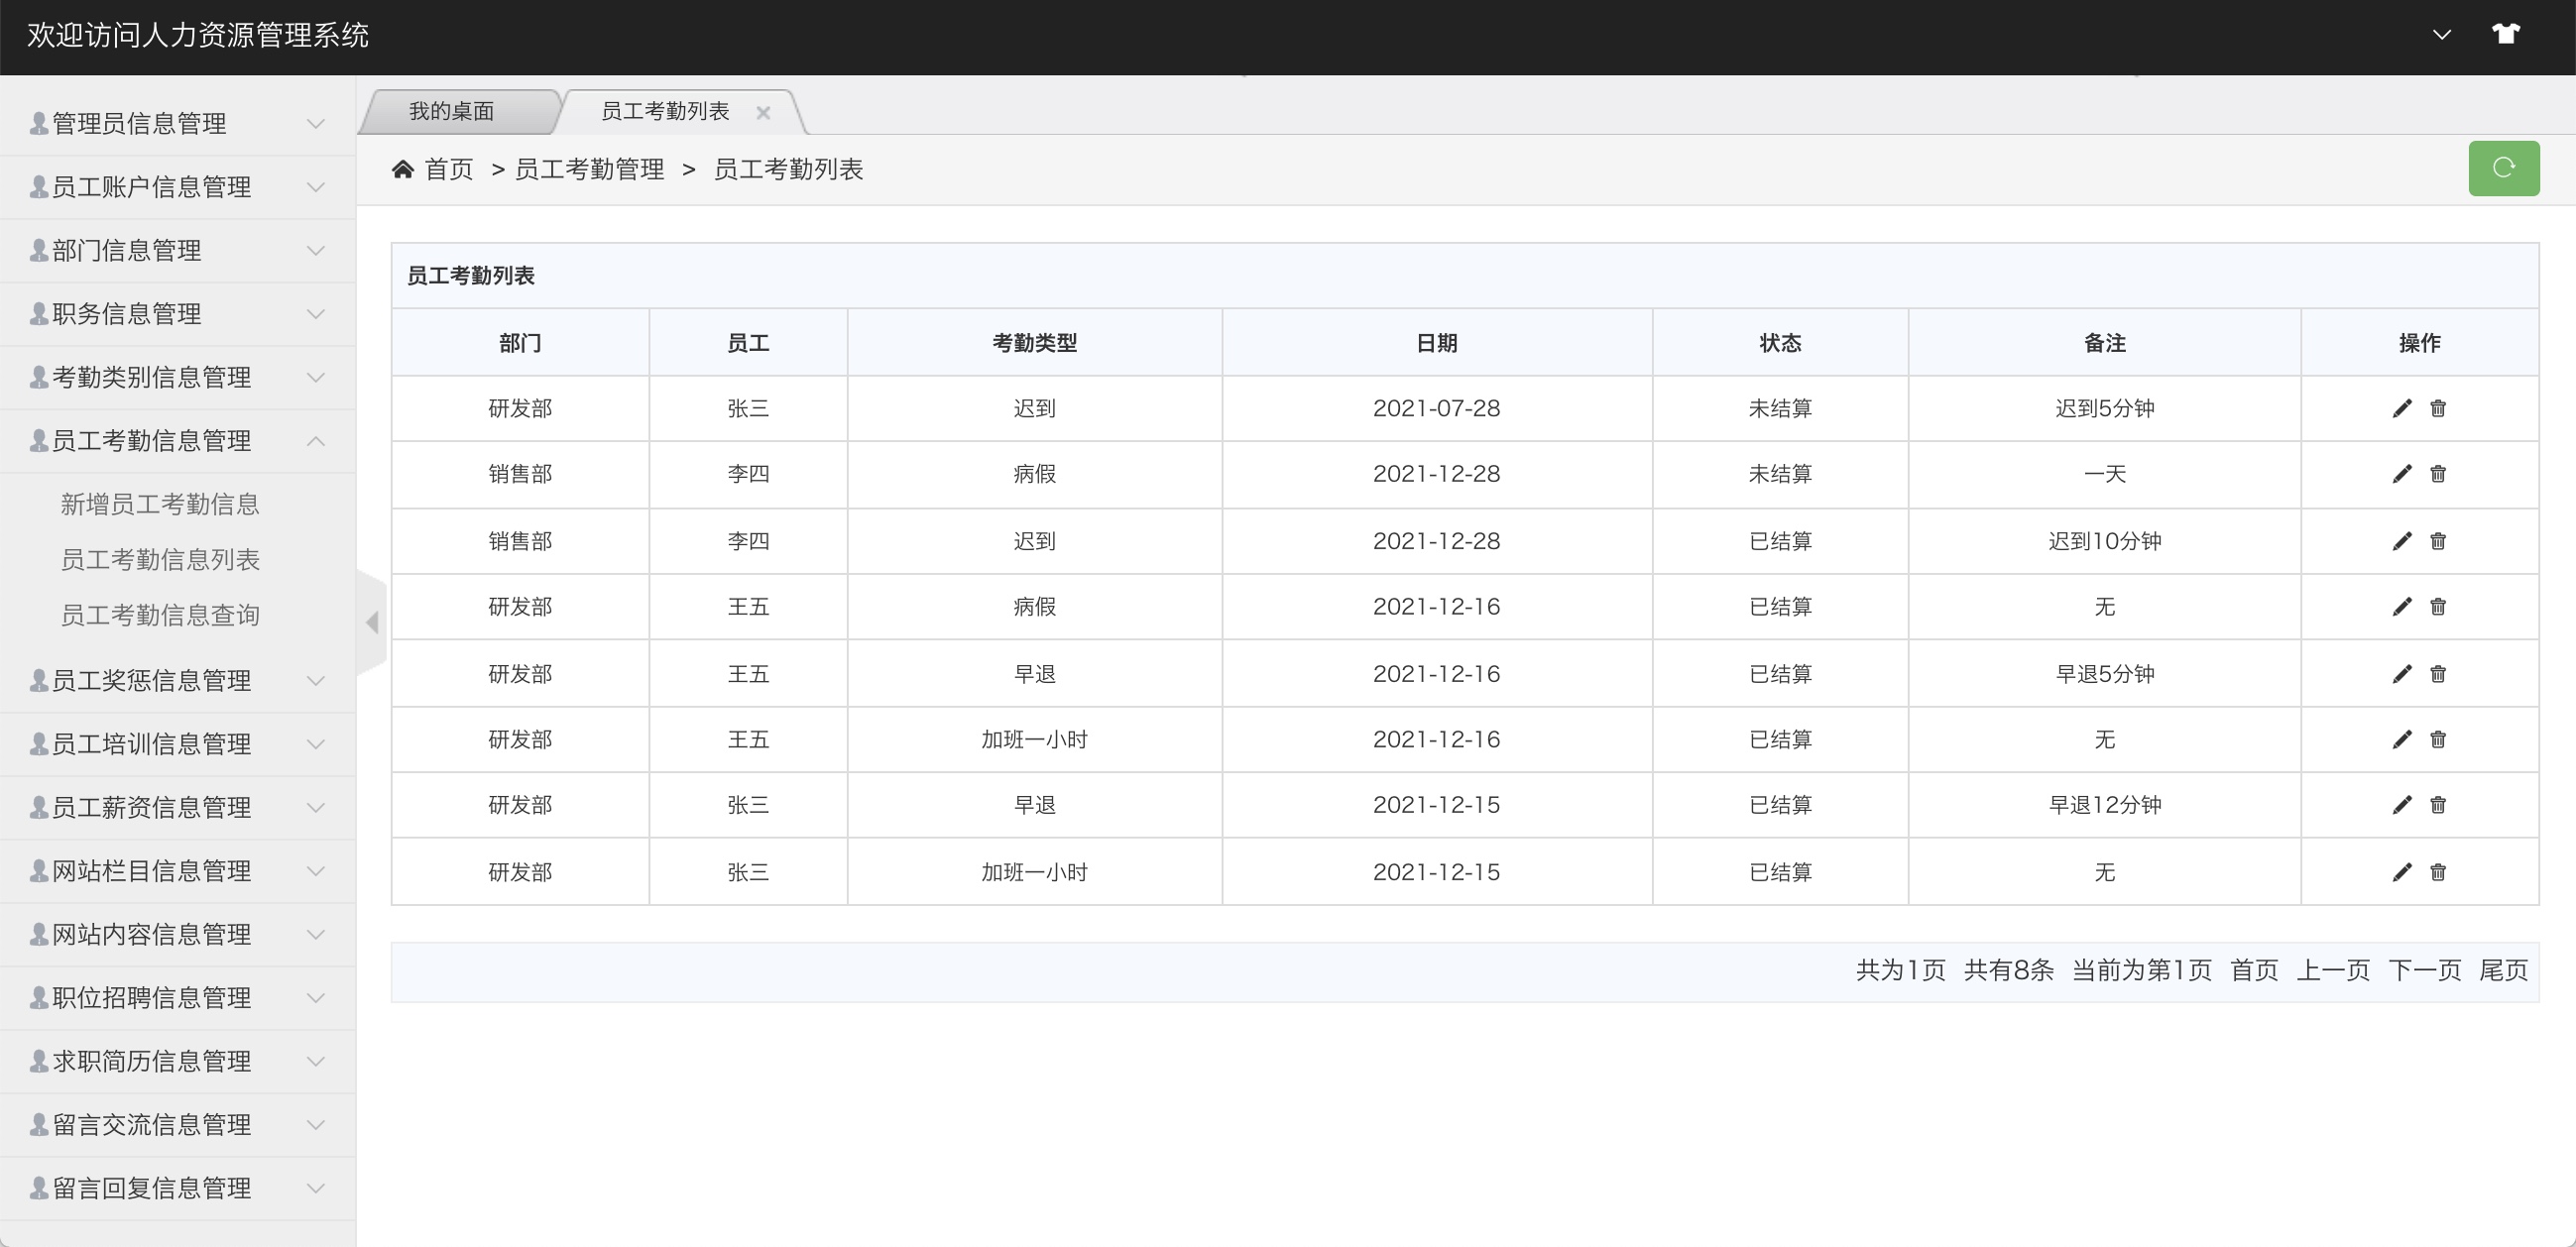 欢迎访问人力资源管理系统
管理员信息管理
员工账户信息管理
部门信息管理
职务信息管理
考勤类别信息管理
员工考勤信息管理
新增员工考勤信息
员工考勤信息列表
员工考勤信息查询
员工奖惩信息管理
员工培训信息管理
员工薪资信息管理
网站栏目信息管理
网站内容信息管理
职位招聘信息管理
求职简历信息管理
留言交流信息管理
留言回复信息管理
我的桌面 员工考勤列表
首页 > 员工考勤管理 > 员工考勤列表
员工考勤列表
部门 员工 考勤类型 日期 状态 备注 操作
研发部 张三 迟到 2021-07-28 未结算 迟到5分钟
销售部 李四 病假 2021-12-28 未结算 一天
销售部 李四 迟到 2021-12-28 已结算 迟到10分钟
研发部 王五 病假 2021-12-16 已结算 无
研发部 王五 早退 2021-12-16 已结算 早退5分钟
研发部 王五 加班一小时 2021-12-16 已结算 无
研发部 张三 早退 2021-12-15 已结算 早退12分钟
研发部 张三 加班一小时 2021-12-15 已结算 无
共为1页 共有8条 当前为第1页 首页 上一页 下一页 尾页